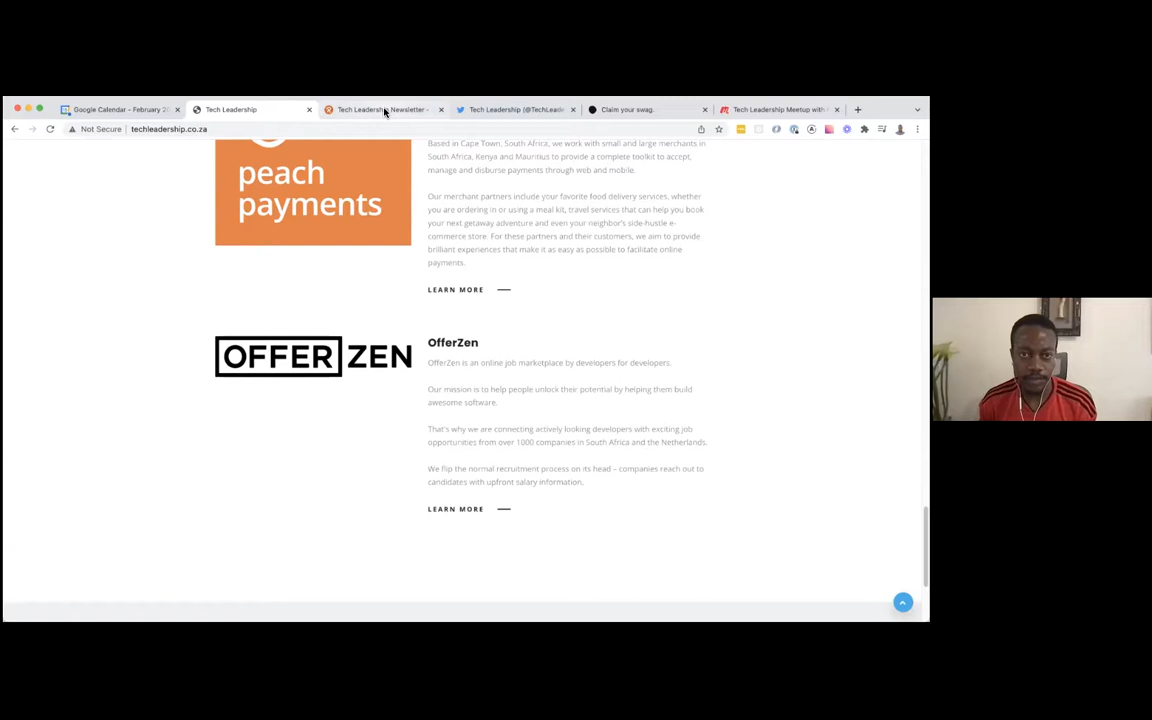 Google Calendar - February 20
Tech Leadership
Tech Leadership Newsletter -
Tech Leadership (@TechLeade
Claim your swag.
Tech Leadership Meetup with
Not Secure
techleadership.co.za
peach
payments
Based in Cape Town, South Africa, we work with small and large merchants in
South Africa, Kenya and Mauritius to provide a complete toolkit to accept,
manage and disburse payments through web and mobile.
Our merchant partners include your favorite food delivery services, whether
you are ordering in or using a meal kit, travel services that can help you book
your next getaway adventure and even your neighbor's side-hustle e-
commerce store. For these partners and their customers, we aim to provide
brilliant experiences that make it as easy as possible to facilitate online
payments.
LEARN MORE
OFFER ZEN
OfferZen
OfferZen is an online job marketplace by developers for developers.
Our mission is to help people unlock their potential by helping them build
awesome software.
That's why we are connecting actively looking developers with exciting job
opportunities from over 1000 companies in South Africa and the Netherlands.
We flip the normal recruitment process on its head – companies reach out to
candidates with upfront salary information.
LEARN MORE